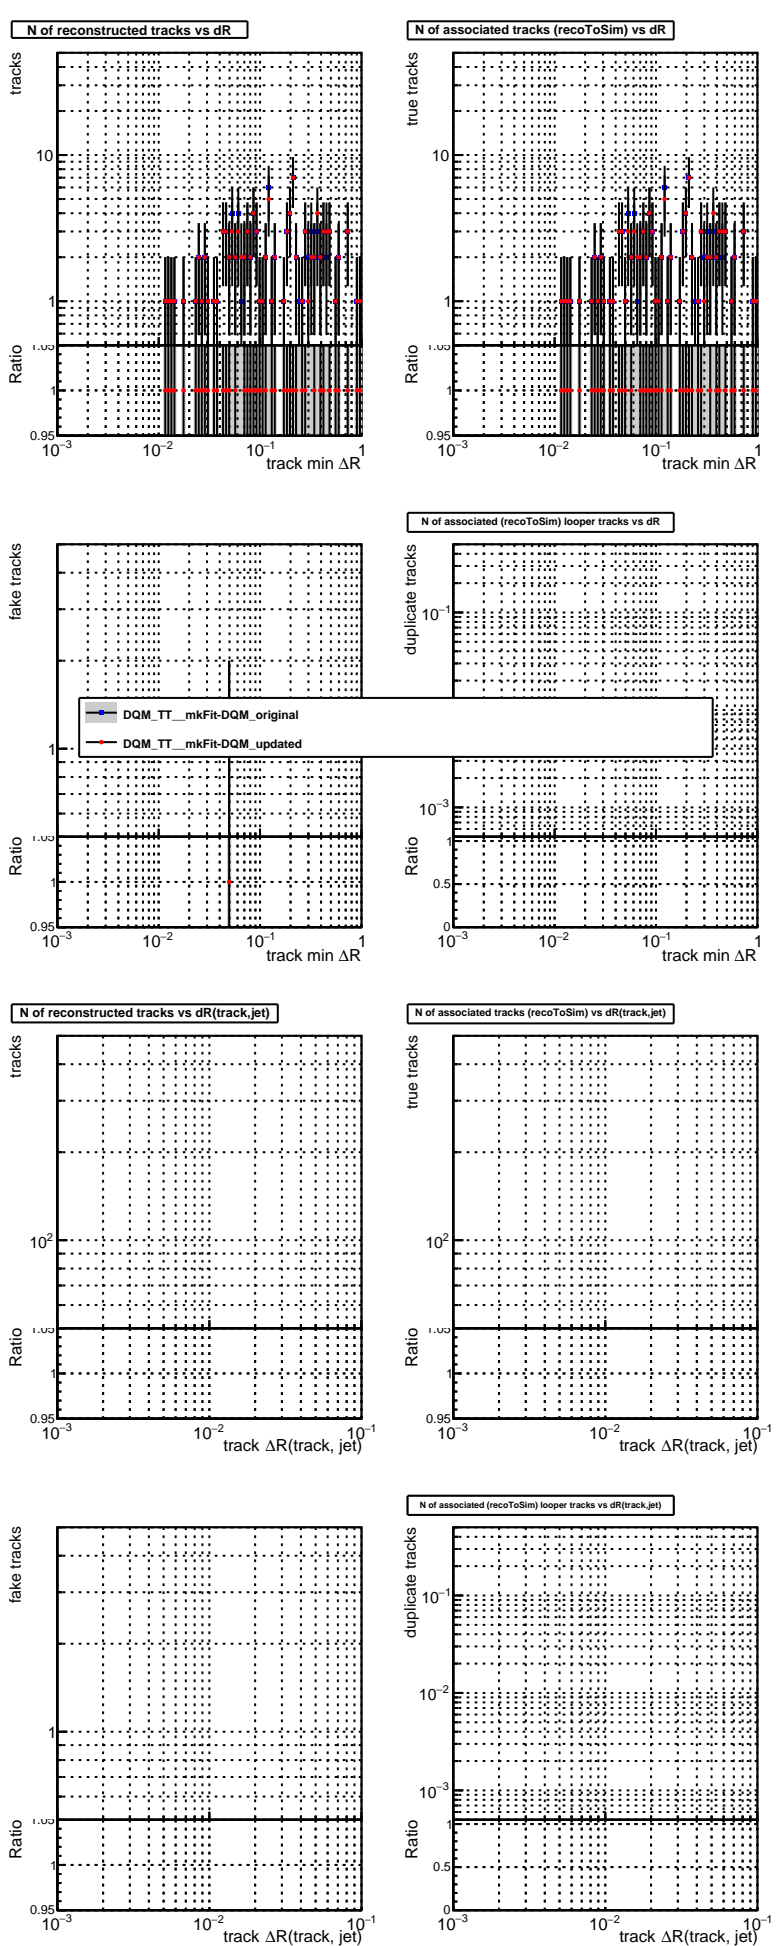 N of reconstructed tracks vs dR
tracks
10
1
1.05
Ratio
1
0.95
10−3
10−2
10−1
1
track min ΔR
N of associated tracks (recoToSim) vs dR
true tracks
10
1
1.05
Ratio
1
0.95
10−3
10−2
10−1
1
track min ΔR
fake tracks
1
1.05
Ratio
1
0.95
10−3
10−2
10−1
1
track min ΔR
N of associated (recoToSim) looper tracks vs dR
duplicate tracks
10−1
10−3
Ratio
1
0.5
0
10−3
10−2
10−1
1
track min ΔR
DQM_TT__mkFit-DQM_original
DQM_TT__mkFit-DQM_updated
N of reconstructed tracks vs dR(track,jet)
tracks
102
1.05
Ratio
1
0.95
10−3
10−2
10−1
track ΔR(track, jet)
N of associated tracks (recoToSim) vs dR(track,jet)
true tracks
102
1.05
Ratio
1
0.95
10−3
10−2
10−1
track ΔR(track, jet)
fake tracks
1
1.05
Ratio
1
0.95
10−3
10−2
10−1
track ΔR(track, jet)
N of associated (recoToSim) looper tracks vs dR(track,jet)
duplicate tracks
10−1
10−2
10−3
Ratio
1
0.5
0
10−3
10−2
10−1
track ΔR(track, jet)